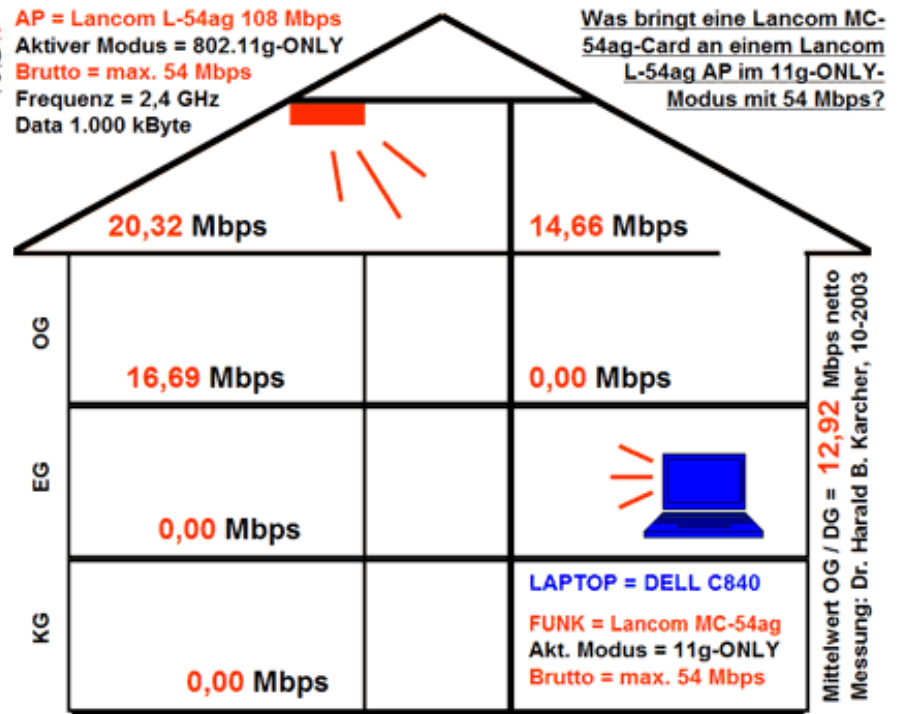 AP = Lancom L-54ag 108 Mbps
Aktiver Modus = 802.11g-ONLY
Brutto = max. 54 Mbps
Frequenz = 2,4 GHz
Data 1.000 kByte
Was bringt eine Lancom MC-
54ag-Card an einem Lancom
L-54ag AP im 11g-ONLY-
Modus mit 54 Mbps?
20,32 Mbps
14,66 Mbps
OG
16,69 Mbps
0,00 Mbps
EG
0,00 Mbps
KG
0,00 Mbps
LAPTOP = DELL C840
FUNK = Lancom MC-54ag
Akt. Modus = 11g-ONLY
Brutto = max. 54 Mbps
Mittelwert OG / DG = 12,92 Mbps netto
Messung: Dr. Harald B. Karcher, 10-2003